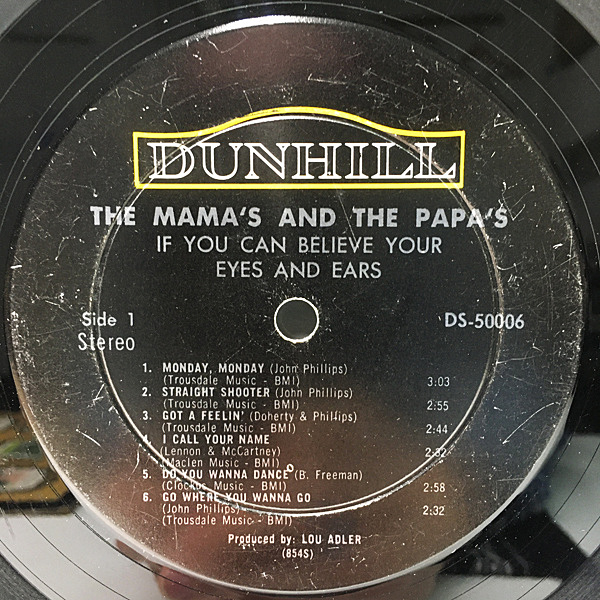 DUNHILL
THE MAMA'S AND THE PAPA'S
IF YOU CAN BELIEVE YOUR
EYES AND EARS
Side 1
DS-50006
Stereo
1. MONDAY, MONDAY (John Phillips)
(Trousdale Music - BMI) 3:03
2. STRAIGHT SHOOTER (John Phillips)
(Trousdale Music - BMI) 2:55
3. GOT A FEELIN' (Doherty & Phillips)
(Trousdale Music - BMI) 2:44
4. I CALL YOUR NAME
(Lennon & McCartney)
(Maclen Music - BMI) 2:32
5. DO YOU WANNA DANCE (B. Freeman)
(Clockus Music - BMI) 2:58
6. GO WHERE YOU WANNA GO
(John Phillips) 2:32
(Trousdale Music - BMI)
Produced by: LOU ADLER
(854S)